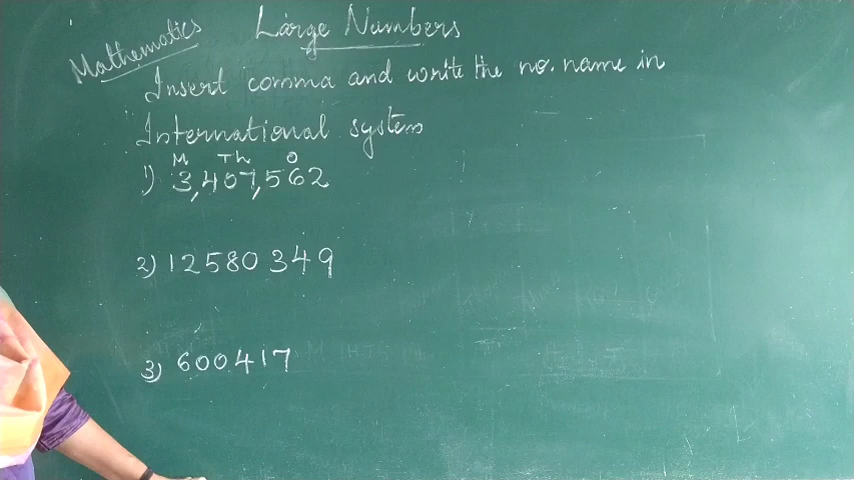 Mathematics
Large Numbers
Insert comma and write the no. name in
International system
M Th O
1) 3,407,562
2) 12580349
3) 600417